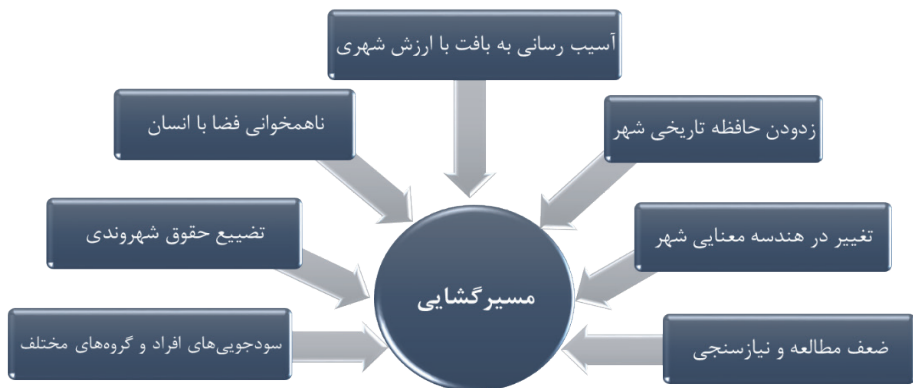 آسیب رسانی به بافت با ارزش شهری
زدودن حافظه تاریخی شهر
ناهمخوانی فضا با انسان
تغییر در هندسه معنایی شهر
تضییع حقوق شهروندی
مسیرگشایی
ضعف مطالعه و نیازسنجی
سودجویی‌های افراد و گروه‌های مختلف